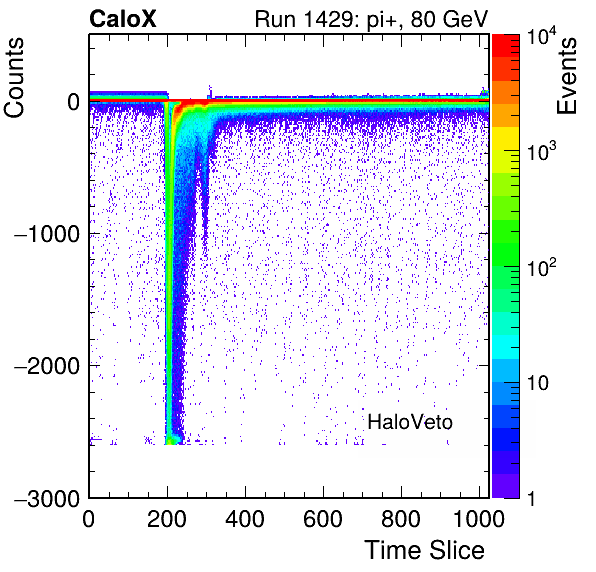 CaloX Run 1429: pi+, 80 GeV
Counts
Events
0
−1000
−2000
−3000
0 200 400 600 800 1000
Time Slice
HaloVeto
10⁴
10³
10²
10
1